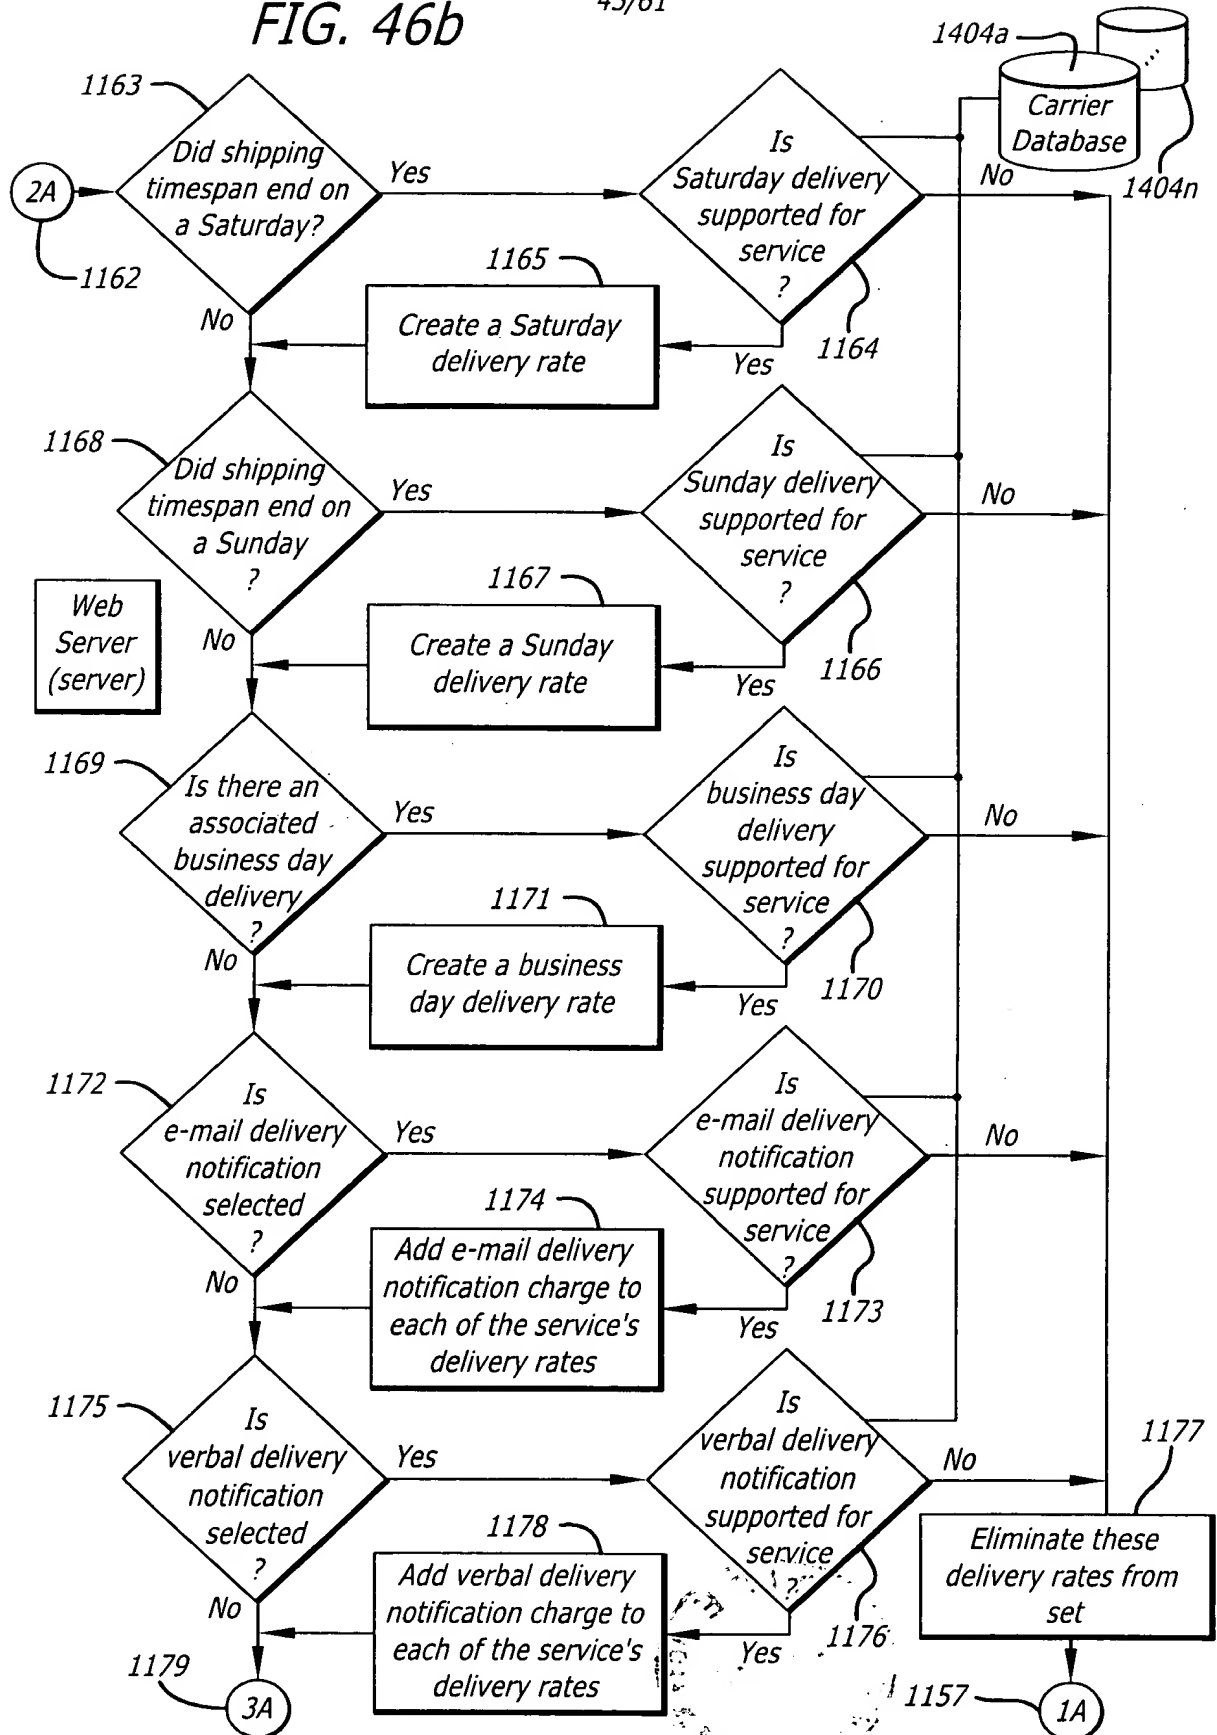 FIG. 46b
45/61
1404a
1163
Carrier
Database
Did shipping
timespan end on
a Saturday?
Yes
Is
Saturday delivery
supported for
service
?
No
1404n
2A
1162
1165
Create a Saturday
delivery rate
No
Yes
1164
1168
Did shipping
timespan end on
a Sunday
?
Yes
Is
Sunday delivery
supported for
service
?
No
Web
Server
(server)
1167
Create a Sunday
delivery rate
No
Yes
1166
1169
Is there an
associated
business day
delivery
?
Yes
Is
business day
delivery
supported for
service
?
No
1171
Create a business
day delivery rate
No
Yes
1170
1172
Is
e-mail delivery
notification
selected
?
Yes
Is
e-mail delivery
notification
supported for
service
?
No
1174
Add e-mail delivery
notification charge to
each of the service's
delivery rates
No
Yes
1173
1175
Is
verbal delivery
notification
selected
?
Yes
Is
verbal delivery
notification
supported for
service
?
No
1177
Eliminate these
delivery rates from
set
1178
Add verbal delivery
notification charge to
each of the service's
delivery rates
No
Yes
1176
1179
3A
1157
1A